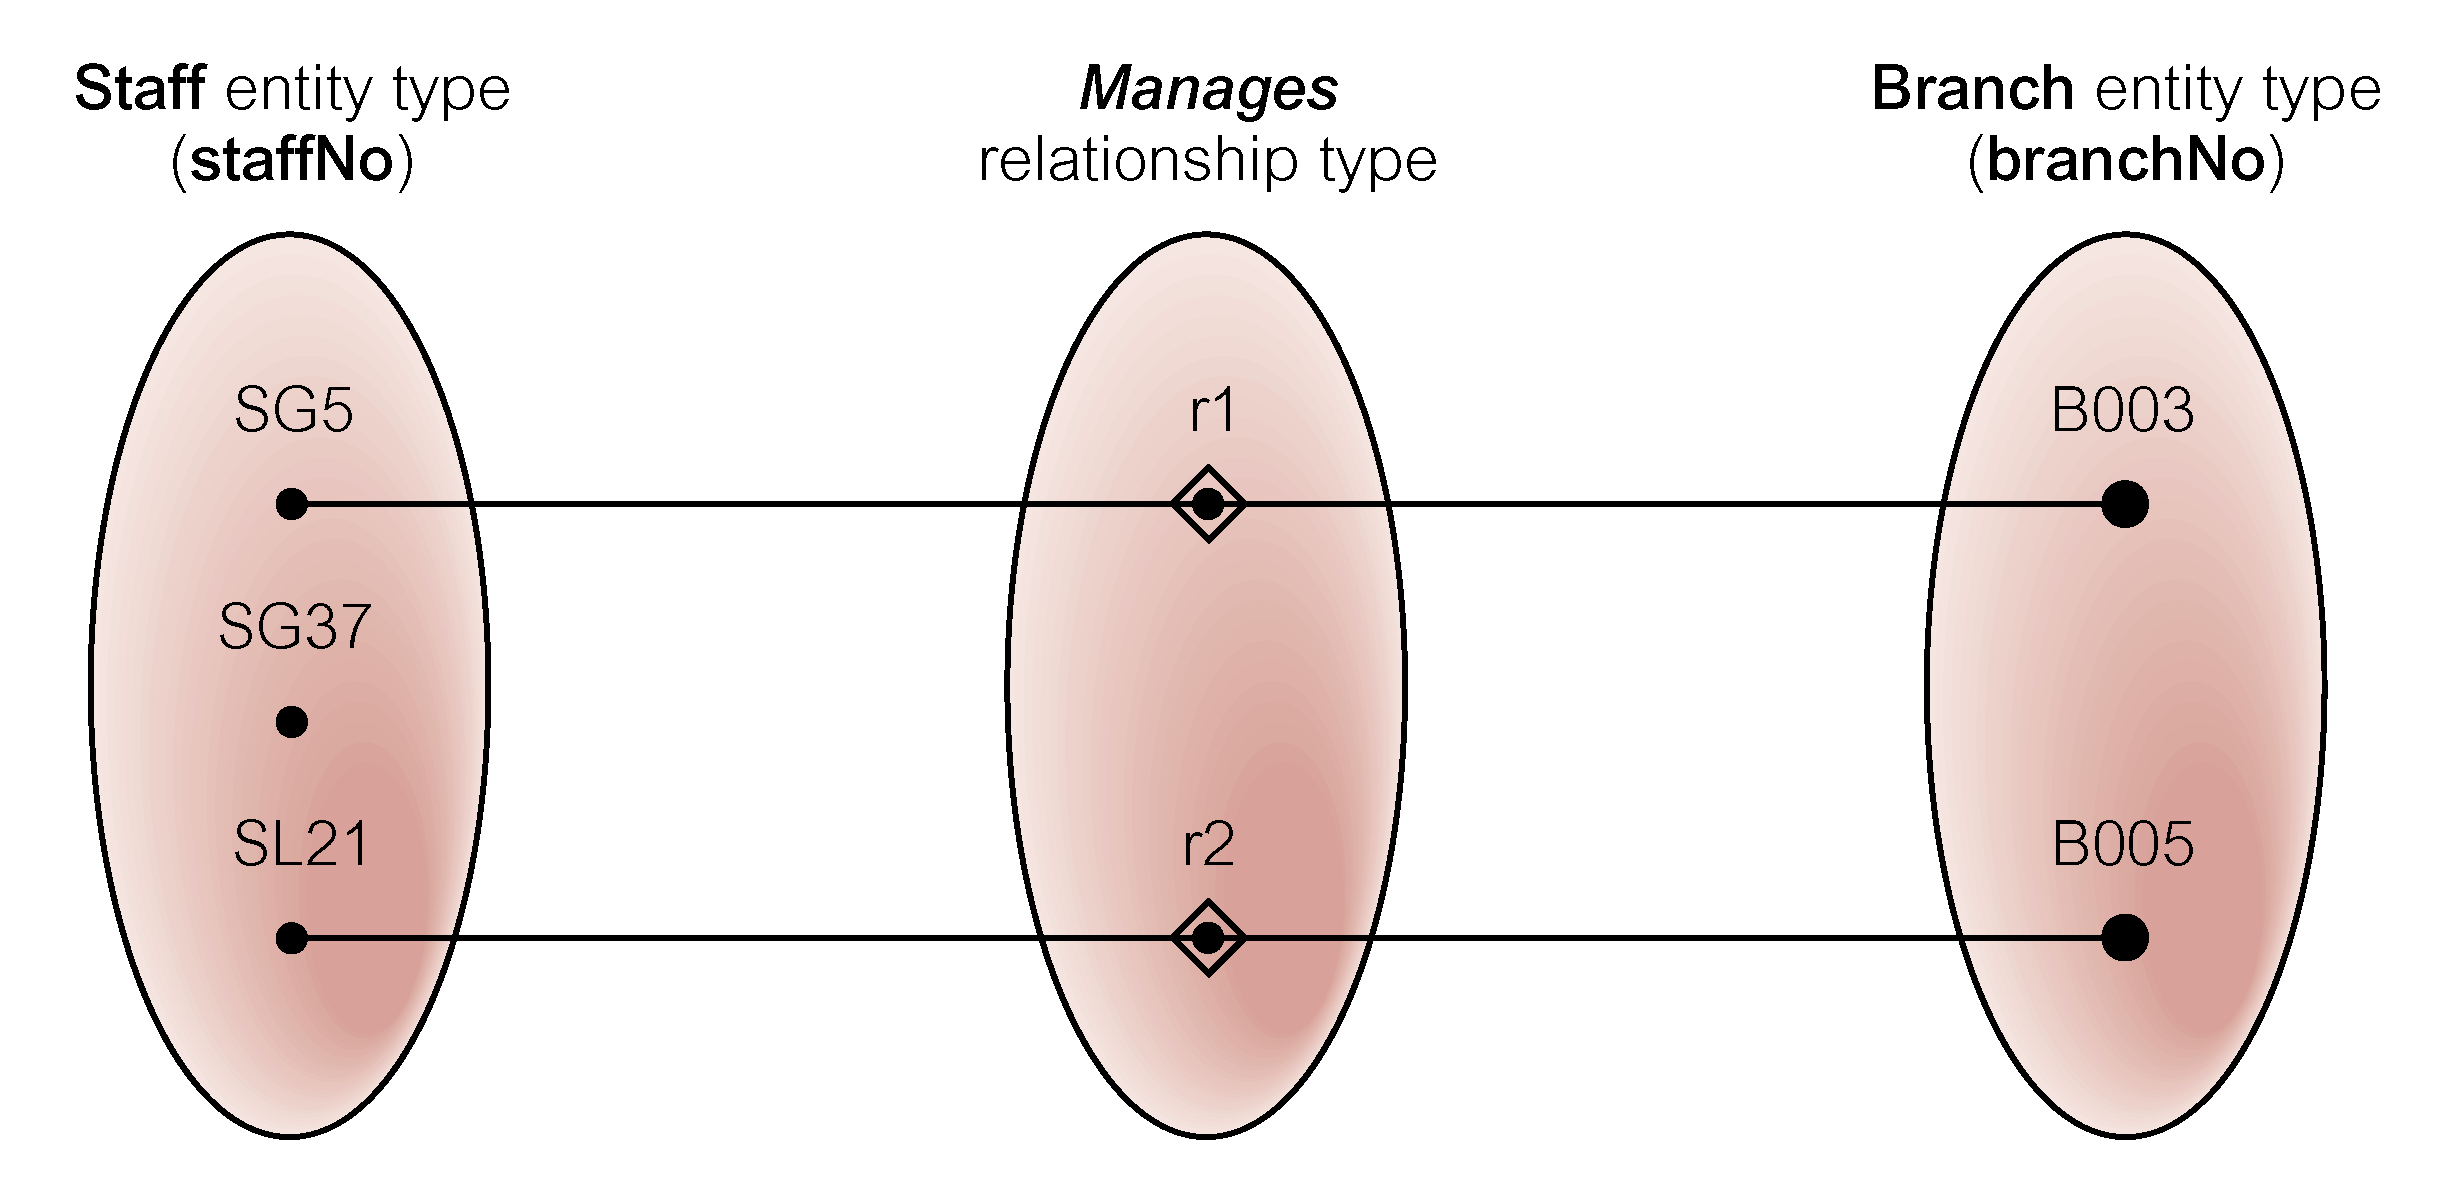 Staff entity type
(staffNo)
Manages
relationship type
Branch entity type
(branchNo)
SG5
r1
B003
SG37
SL21
r2
B005